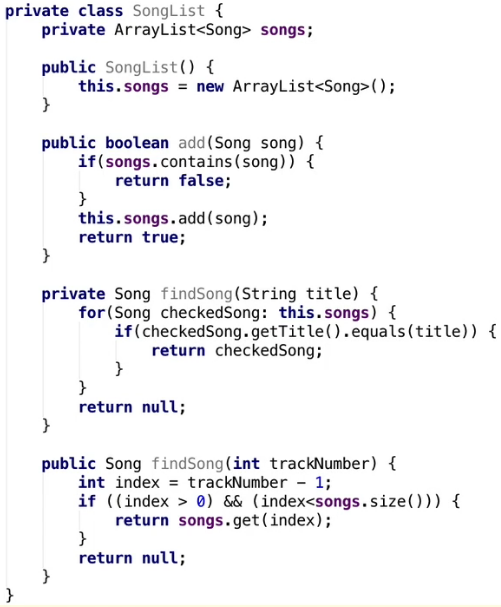 private class SongList {
    private ArrayList<Song> songs;

    public SongList() {
        this.songs = new ArrayList<Song>();
    }

    public boolean add(Song song) {
        if(songs.contains(song)) {
            return false;
        }
        this.songs.add(song);
        return true;
    }

    private Song findSong(String title) {
        for(Song checkedSong: this.songs) {
            if(checkedSong.getTitle().equals(title)) {
                return checkedSong;
            }
        }
        return null;
    }

    public Song findSong(int trackNumber) {
        int index = trackNumber - 1;
        if ((index > 0) && (index<songs.size())) {
            return songs.get(index);
        }
        return null;
    }
}